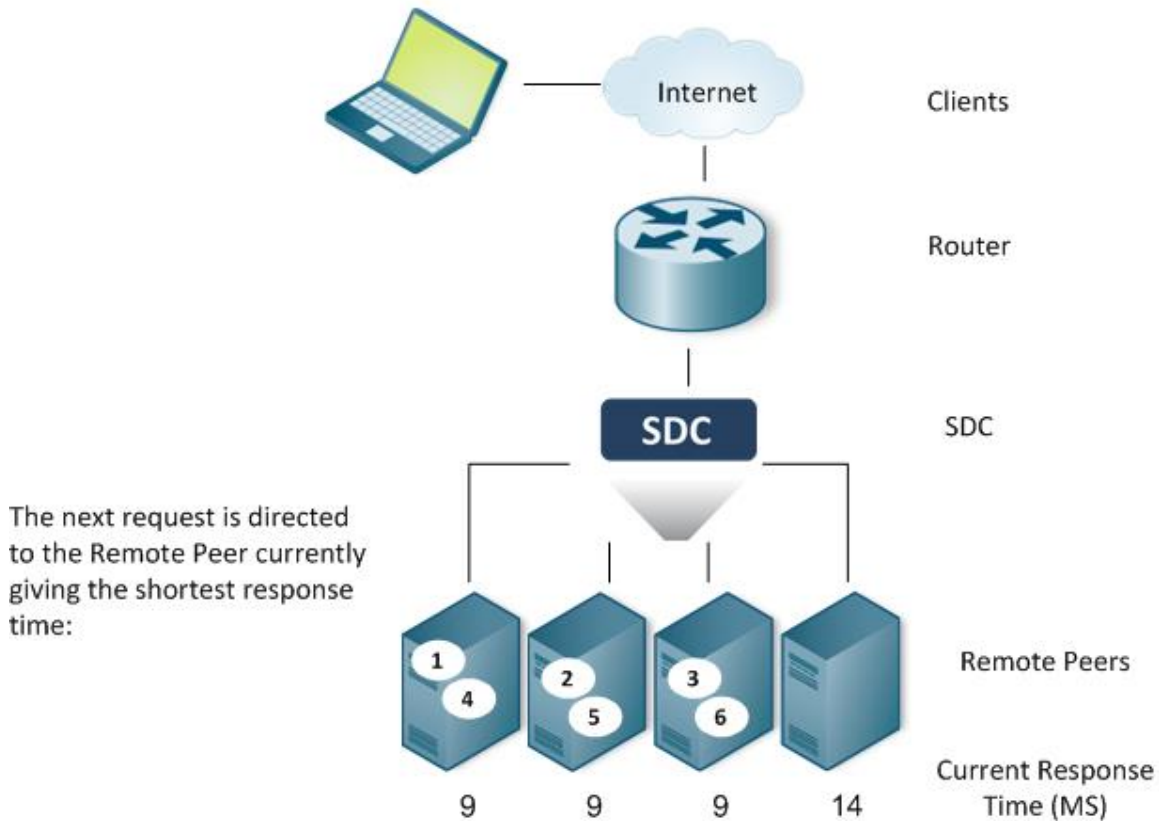 Internet
Clients
Router
SDC
SDC
The next request is directed
to the Remote Peer currently
giving the shortest response
time:
1
4
2
5
3
6
Remote Peers
9
9
9
14
Current Response
Time (MS)